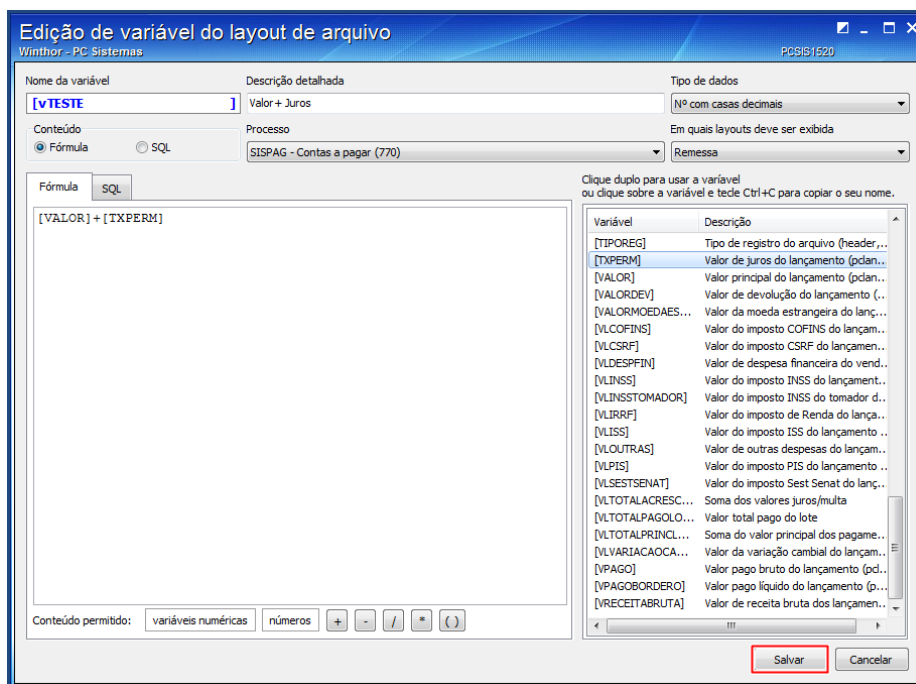 Edição de variável do layout de arquivo
Winthor - PC Sistemas
PCSIS1520
Nome da variável
Descrição detalhada
Tipo de dados
[vTESTE ]
Valor+ Juros
Nº com casas decimais
Conteúdo
Processo
Em quais layouts deve ser exibida
Fórmula
SQL
SISPAG - Contas a pagar (770)
Remessa
Fórmula
SQL
Clique duplo para usar a varíavel
ou clique sobre a variável e tecle Ctrl+C para copiar o seu nome.
[VALOR]+[TXPERM]
Variável Descrição
[TIPOREG] Tipo de registro do arquivo (header,..
[TXPERM] Valor de juros do lançamento (pclan..
[VALOR] Valor principal do lançamento (pclan..
[VALORDEV] Valor de devolução do lançamento (..
[VALORMOEDAES... Valor da moeda estrangeira do lanç...
[VLCOFINS] Valor do imposto COFINS do lançam..
[VLCSRF] Valor do imposto CSRF do lançamen..
[VLDESPFIN] Valor de despesa financeira do vend..
[VLINSS] Valor do imposto INSS do lançament..
[VLINSSTOMADOR] Valor do imposto INSS do tomador d..
[VLIRRF] Valor do imposto de Renda do lança..
[VLISS] Valor do imposto ISS do lançamento ..
[VLOUTRAS] Valor de outras despesas do lançam..
[VLPIS] Valor do imposto PIS do lançamento ..
[VLSESTSENAT] Valor do imposto Sest Senat do lanç..
[VLTOTALACRESC... Soma dos valores juros/multa
[VLTOTALPAGOLO... Valor total pago do lote
[VLTOTALPRINCL... Soma do valor principal dos pagame..
[VLVARIACAOCA... Valor da variação cambial do lançam..
[VPAGO] Valor pago bruto do lançamento (pcl..
[VPAGOBORDERO] Valor pago líquido do lançamento (p...
[VRECEITABRUTA] Valor de receita bruta dos lançamen..
Conteúdo permitido: variáveis numéricas números + - / * ( )
Salvar
Cancelar